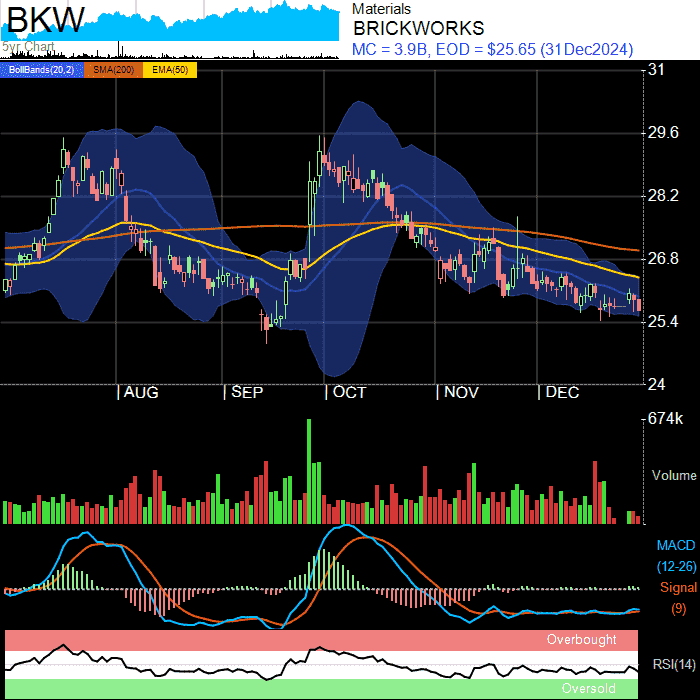 BKW
5yr Chart
Materials
BRICKWORKS
MC = 3.9B, EOD = $25.65 (31Dec2024)
BollBands(20,2) SMA(200) EMA(50)
31
29.6
28.2
26.8
25.4
24
AUG SEP OCT NOV DEC
674k
Volume
MACD
(12-26)
Signal
(9)
Overbought
RSI(14)
Oversold